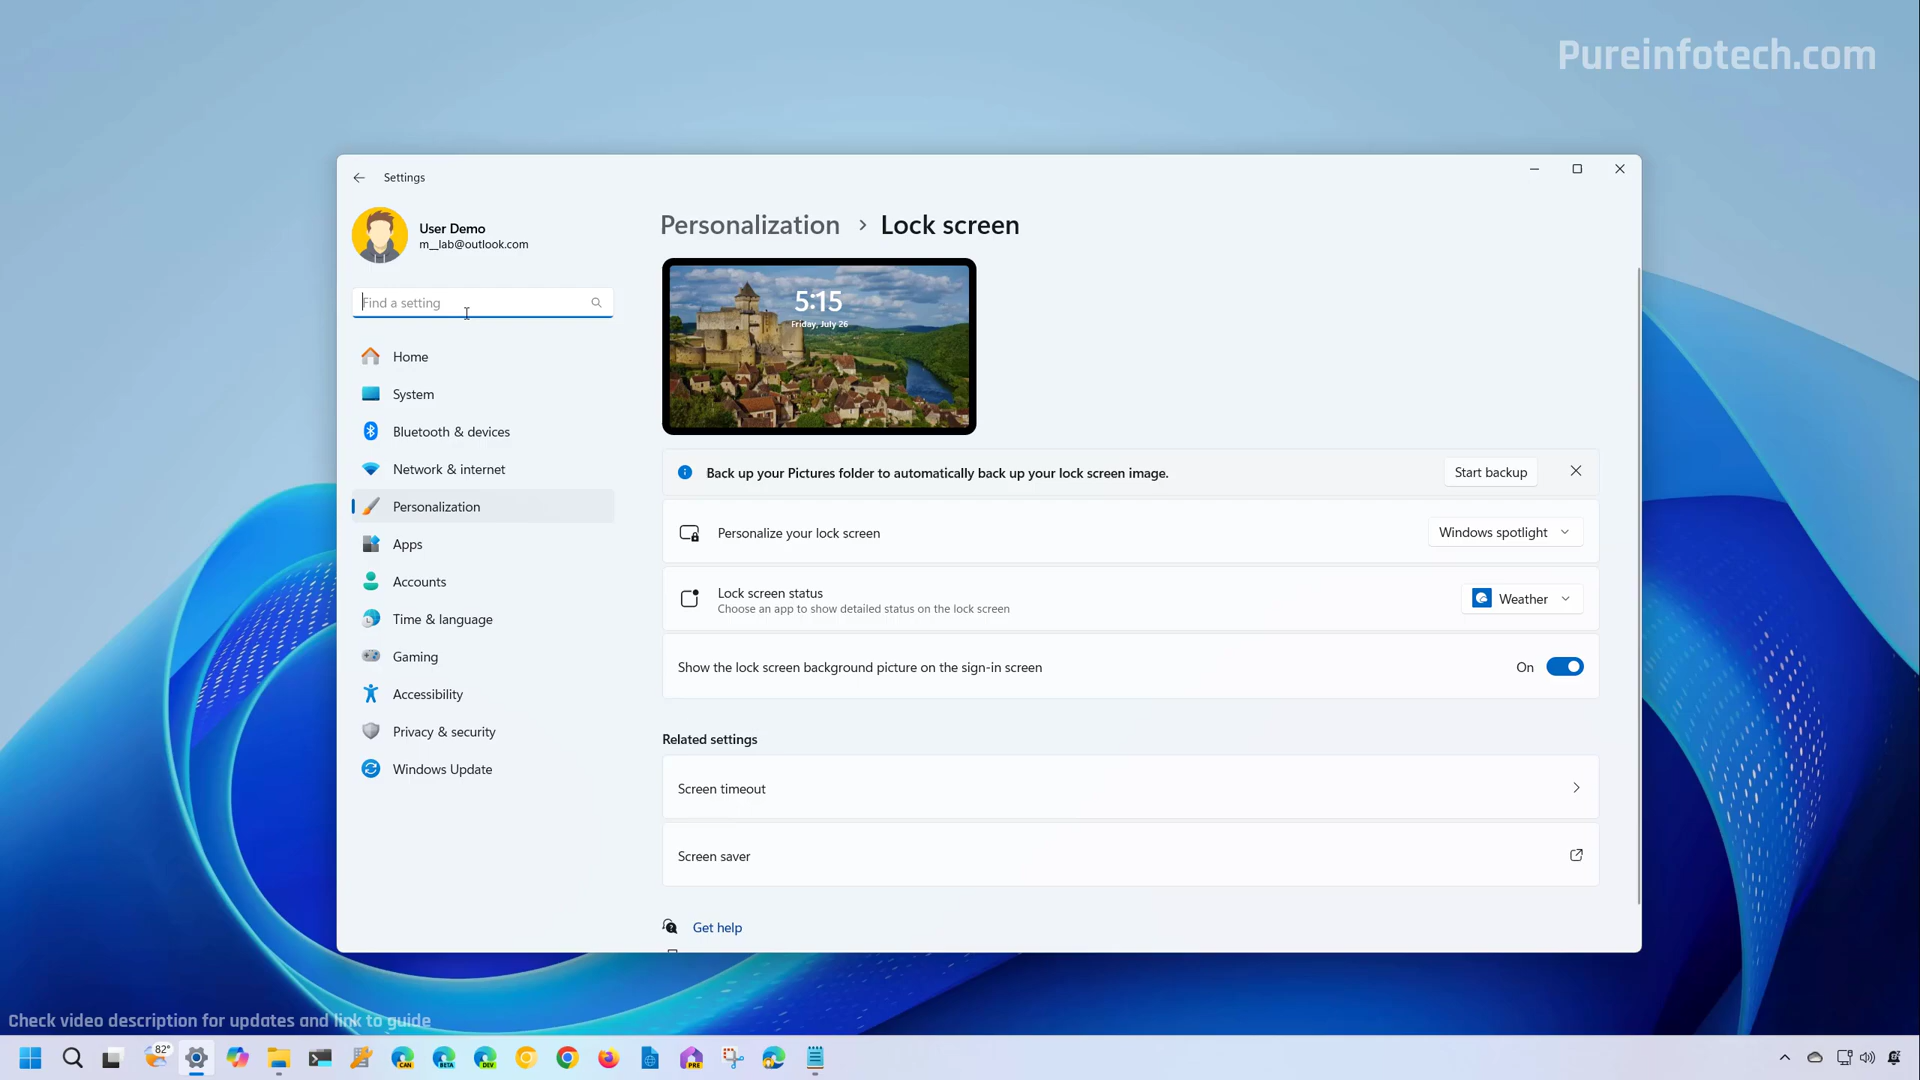 Pureinfotech.com
Settings
User Demo
m__lab@outlook.com
Find a setting
Home
System
Bluetooth & devices
Network & internet
Personalization
Apps
Accounts
Time & language
Gaming
Accessibility
Privacy & security
Windows Update
Personalization > Lock screen
5:15
Friday, July 26
Back up your Pictures folder to automatically back up your lock screen image.
Start backup
Personalize your lock screen
Windows spotlight
Lock screen status
Choose an app to show detailed status on the lock screen
Weather
Show the lock screen background picture on the sign-in screen
On
Related settings
Screen timeout
Screen saver
Get help
Check video description for updates and link to guide
82°
CAN
BETA
DEV
PRE